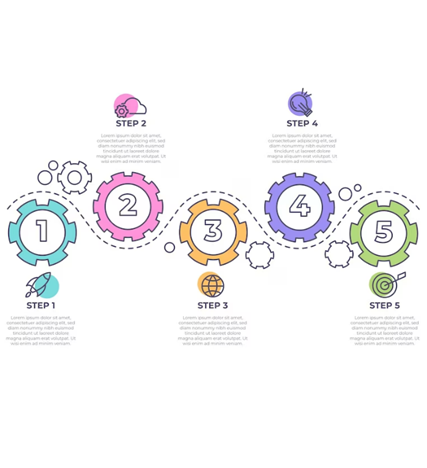 STEP 2
Lorem ipsum dolor sit amet,
consectetuer adipiscing elit, sed
diam nonummy nibh euismod
tincidunt ut laoreet dolore
magna aliquam erat volutpat. Ut
wisi enim ad minim veniam.
STEP 4
Lorem ipsum dolor sit amet,
consectetuer adipiscing elit, sed
diam nonummy nibh euismod
tincidunt ut laoreet dolore
magna aliquam erat volutpat. Ut
wisi enim ad minim veniam.
1
2
3
4
5
STEP 1
Lorem ipsum dolor sit amet,
consectetuer adipiscing elit, sed
diam nonummy nibh euismod
tincidunt ut laoreet dolore
magna aliquam erat volutpat. Ut
wisi enim ad minim veniam.
STEP 3
Lorem ipsum dolor sit amet,
consectetuer adipiscing elit, sed
diam nonummy nibh euismod
tincidunt ut laoreet dolore
magna aliquam erat volutpat. Ut
wisi enim ad minim veniam.
STEP 5
Lorem ipsum dolor sit amet,
consectetuer adipiscing elit, sed
diam nonummy nibh euismod
tincidunt ut laoreet dolore
magna aliquam erat volutpat. Ut
wisi enim ad minim veniam.